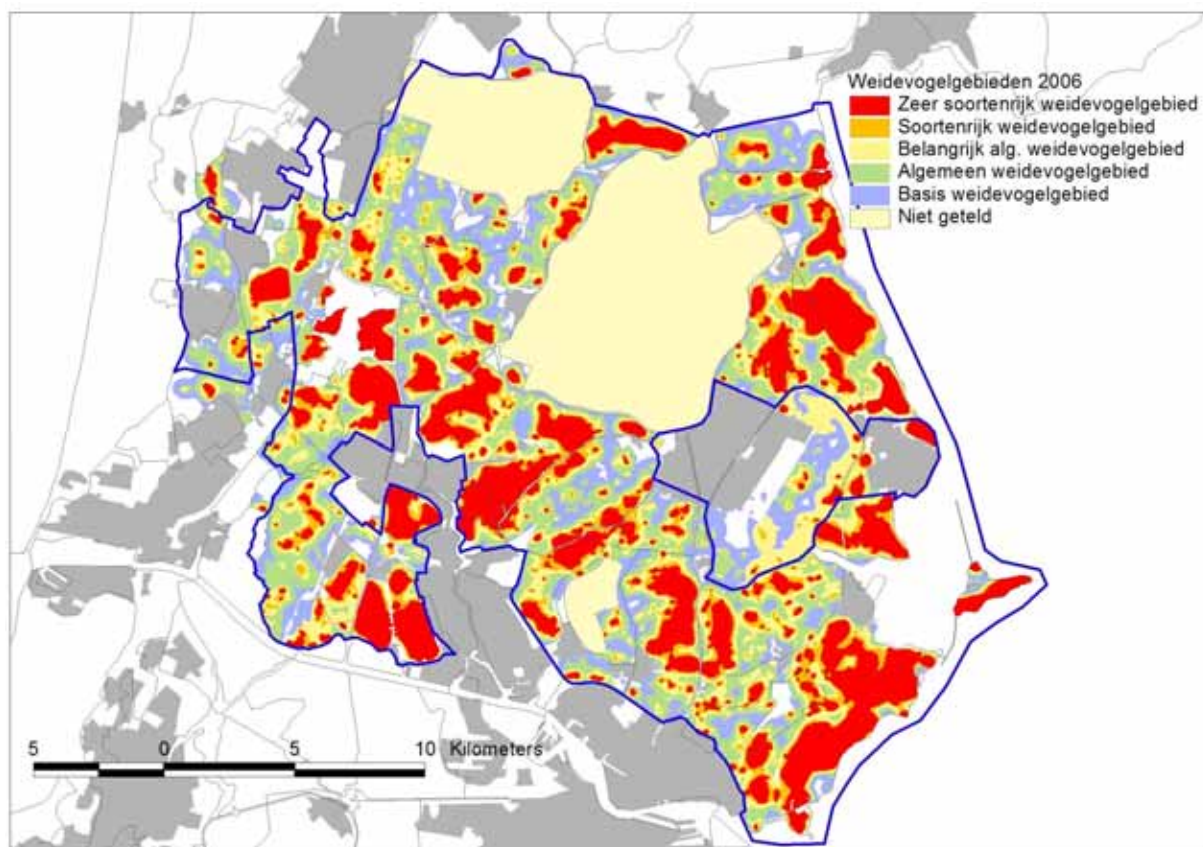 Weidevogelgebieden 2006
Zeer soortenrijk weidevogelgebied
Soortenrijk weidevogelgebied
Belangrijk alg. weidevogelgebied
Algemeen weidevogelgebied
Basis weidevogelgebied
Niet geteld
5 0 5 10 Kilometers